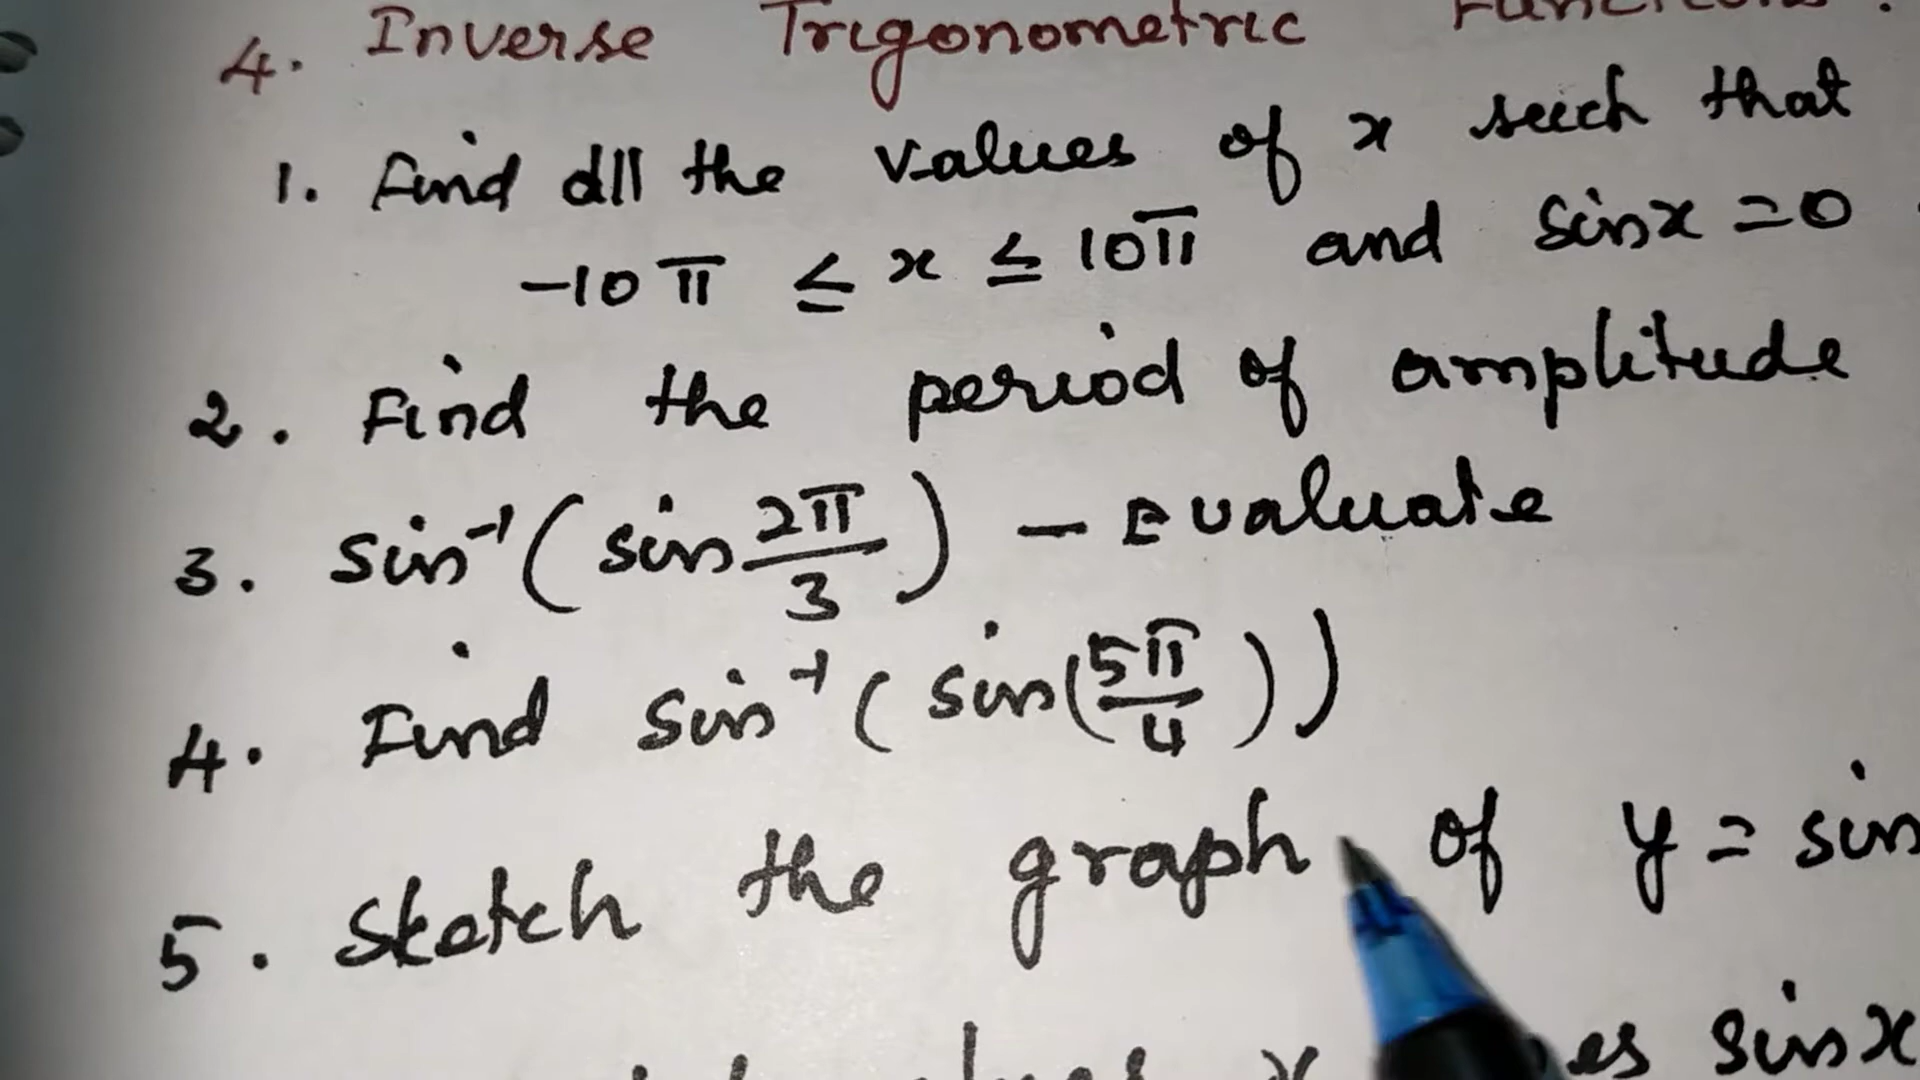 4. Inverse Trigonometric Functions.
1. Find all the values of x such that
-10π ≤ x ≤ 10π and sinx = 0
2. Find the period of amplitude
3. sin⁻¹(sin 2π/3) - Evaluate
4. Find sin⁻¹(sin(5π/4))
5. Sketch the graph of y = sin
sinx